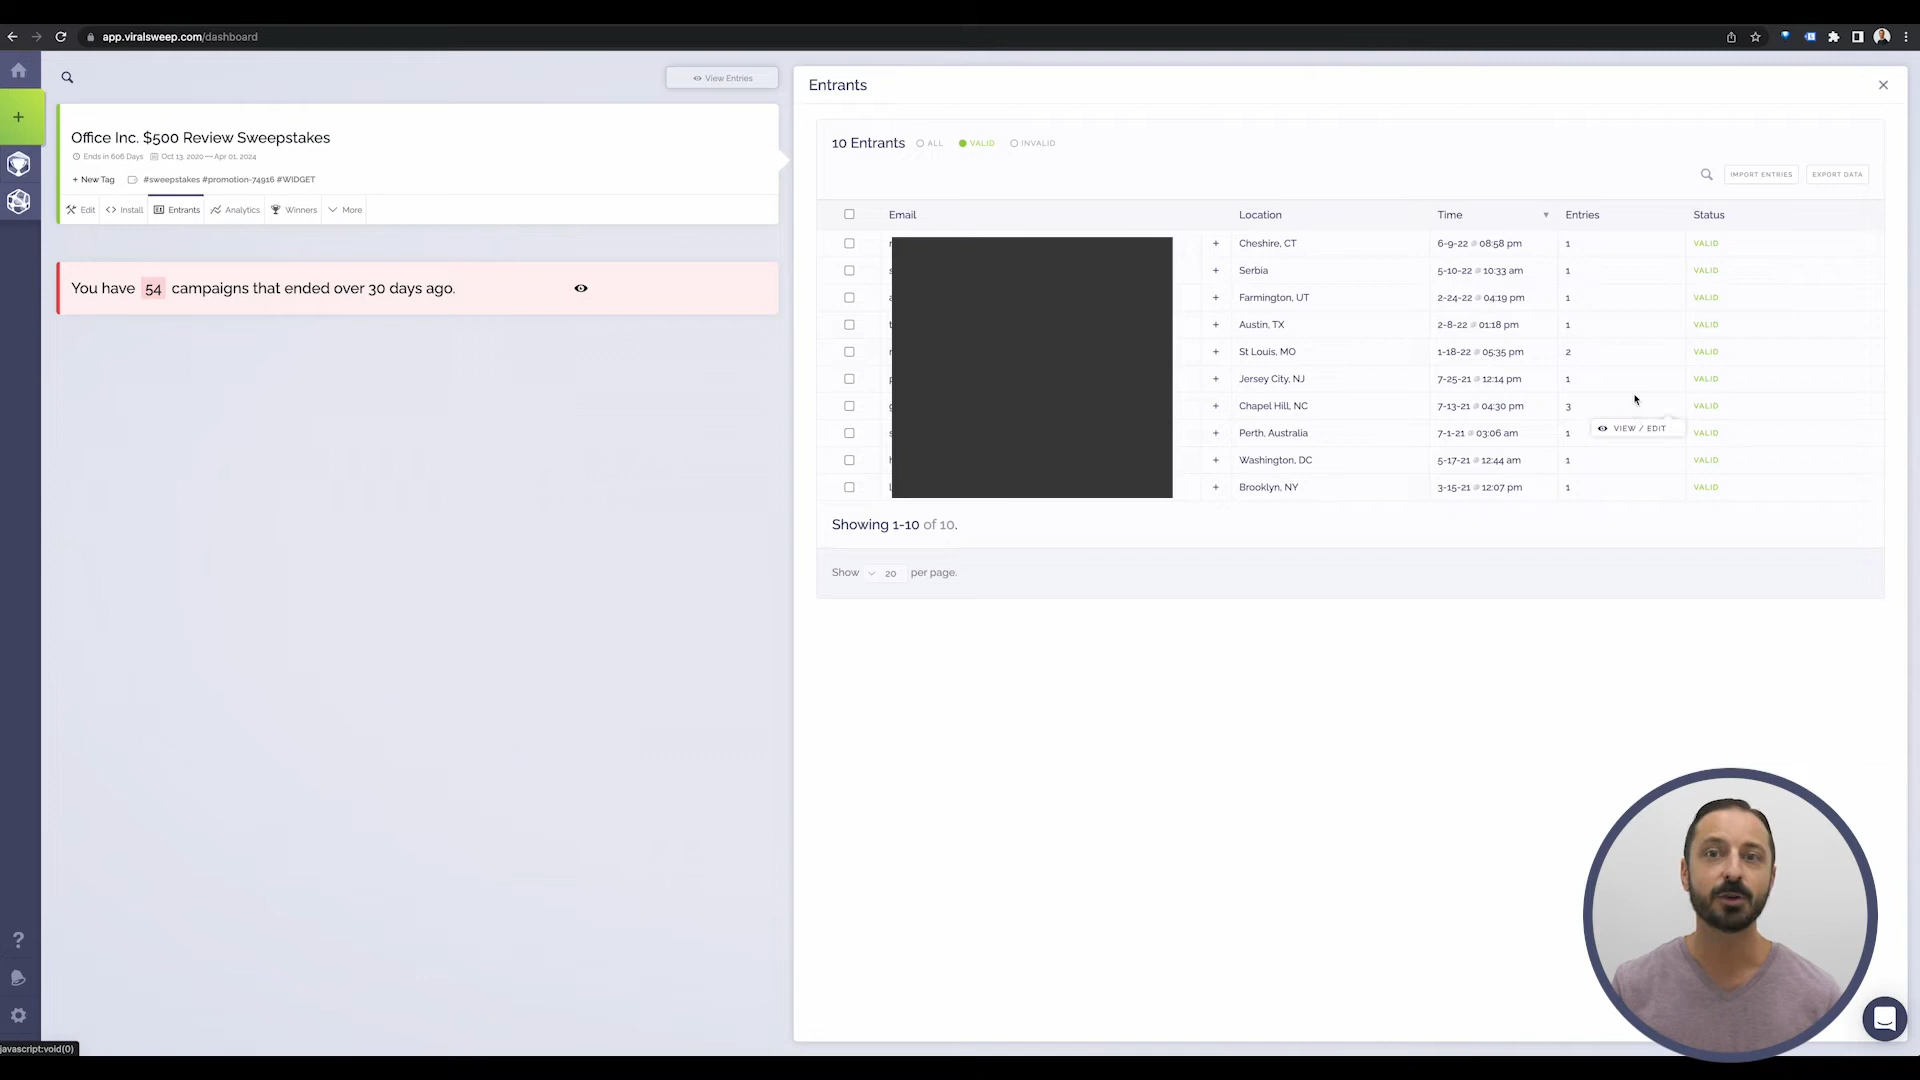 app.viralsweep.com/dashboard
View Entries
Office Inc. $500 Review Sweepstakes
Ends in 606 Days Oct 13, 2020—Apr 01, 2024
+ New Tag #sweepstakes #promotion-74916 #WIDGET
Edit Install Entrants Analytics Winners More
You have 54 campaigns that ended over 30 days ago.
Entrants
10 Entrants ALL VALID INVALID
IMPORT ENTRIES EXPORT DATA
Email Location Time Entries Status
+ Cheshire, CT 6-9-22 @ 08:58 pm 1 VALID
+ Serbia 5-10-22 @ 10:33 am 1 VALID
+ Farmington, UT 2-24-22 @ 04:19 pm 1 VALID
+ Austin, TX 2-8-22 @ 01:18 pm 1 VALID
+ St Louis, MO 1-18-22 @ 05:35 pm 2 VALID
+ Jersey City, NJ 7-25-21 @ 12:14 pm 1 VALID
+ Chapel Hill, NC 7-13-21 @ 04:30 pm 3 VALID
+ Perth, Australia 7-1-21 @ 03:06 am 1 VALID
VIEW / EDIT
+ Washington, DC 5-17-21 @ 12:44 am 1 VALID
+ Brooklyn, NY 3-15-21 @ 12:07 pm 1 VALID
Showing 1-10 of 10.
Show 20 per page.
javascript:void(0)